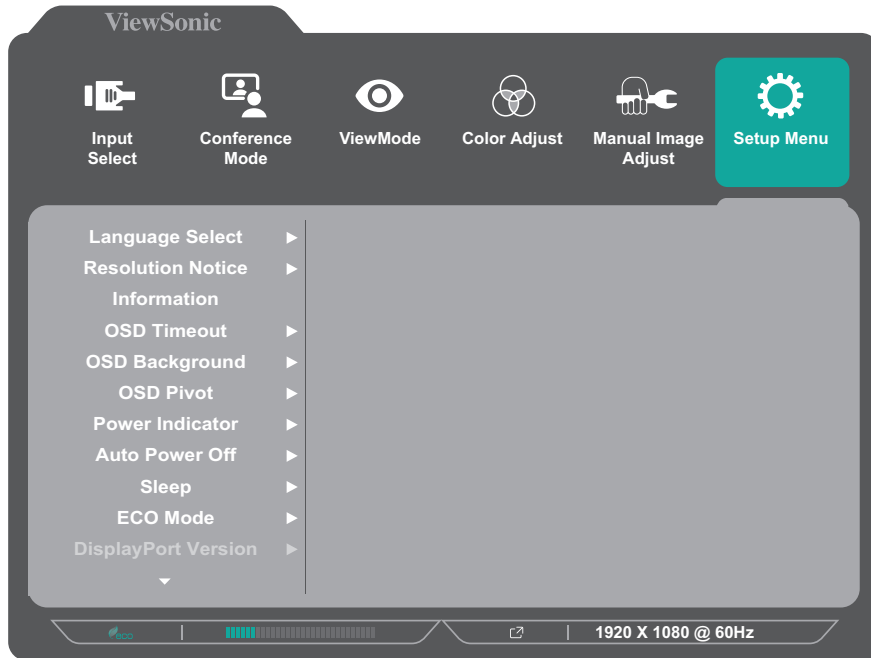 ViewSonic
Input Select
Conference Mode
ViewMode
Color Adjust
Manual Image Adjust
Setup Menu
Language Select
Resolution Notice
Information
OSD Timeout
OSD Background
OSD Pivot
Power Indicator
Auto Power Off
Sleep
ECO Mode
DisplayPort Version
eco
1920 X 1080 @ 60Hz